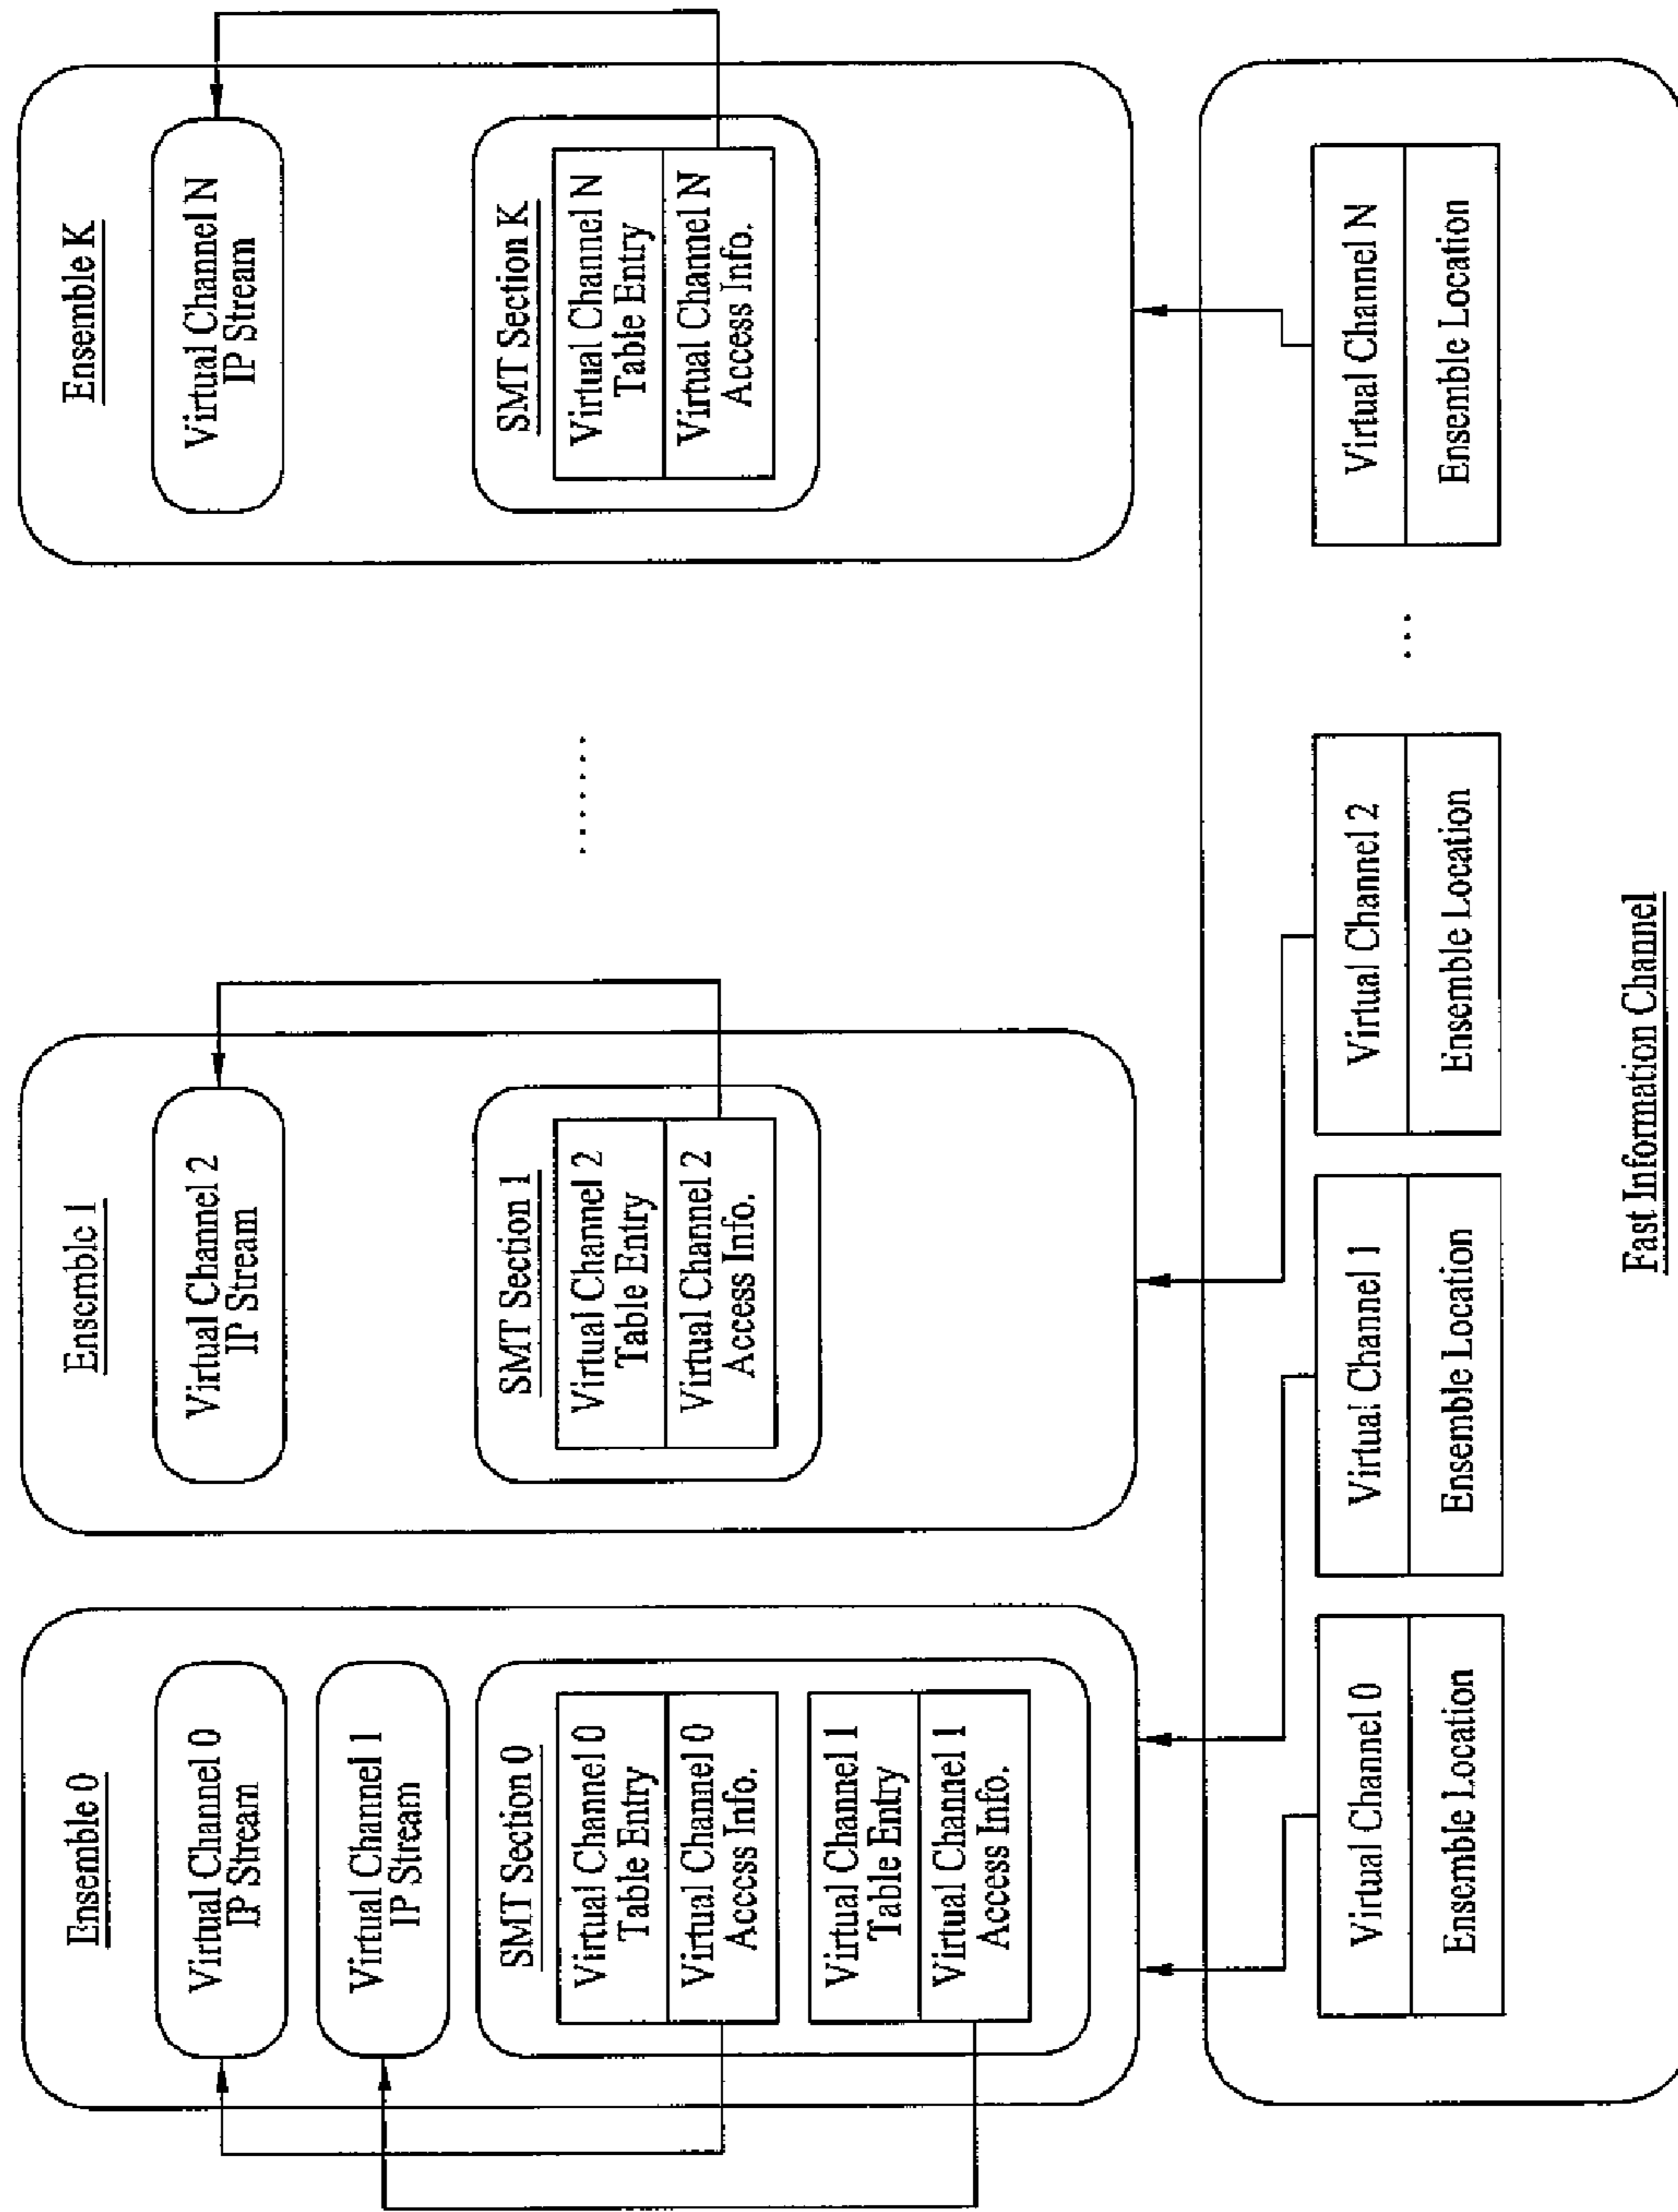 Ensemble 0
Virtual Channel 0
IP Stream
Virtual Channel 1
IP Stream
SMT Section 0
Virtual Channel 0
Table Entry
Virtual Channel 0
Access Info.
Virtual Channel 1
Table Entry
Virtual Channel 1
Access Info.
Ensemble 1
Virtual Channel 2
IP Stream
SMT Section 1
Virtual Channel 2
Table Entry
Virtual Channel 2
Access Info.
.......
Ensemble K
Virtual Channel N
IP Stream
SMT Section K
Virtual Channel N
Table Entry
Virtual Channel N
Access Info.
Virtual Channel 0
Ensemble Location
Virtual Channel 1
Ensemble Location
Virtual Channel 2
Ensemble Location
...
Virtual Channel N
Ensemble Location
Fast Information Channel